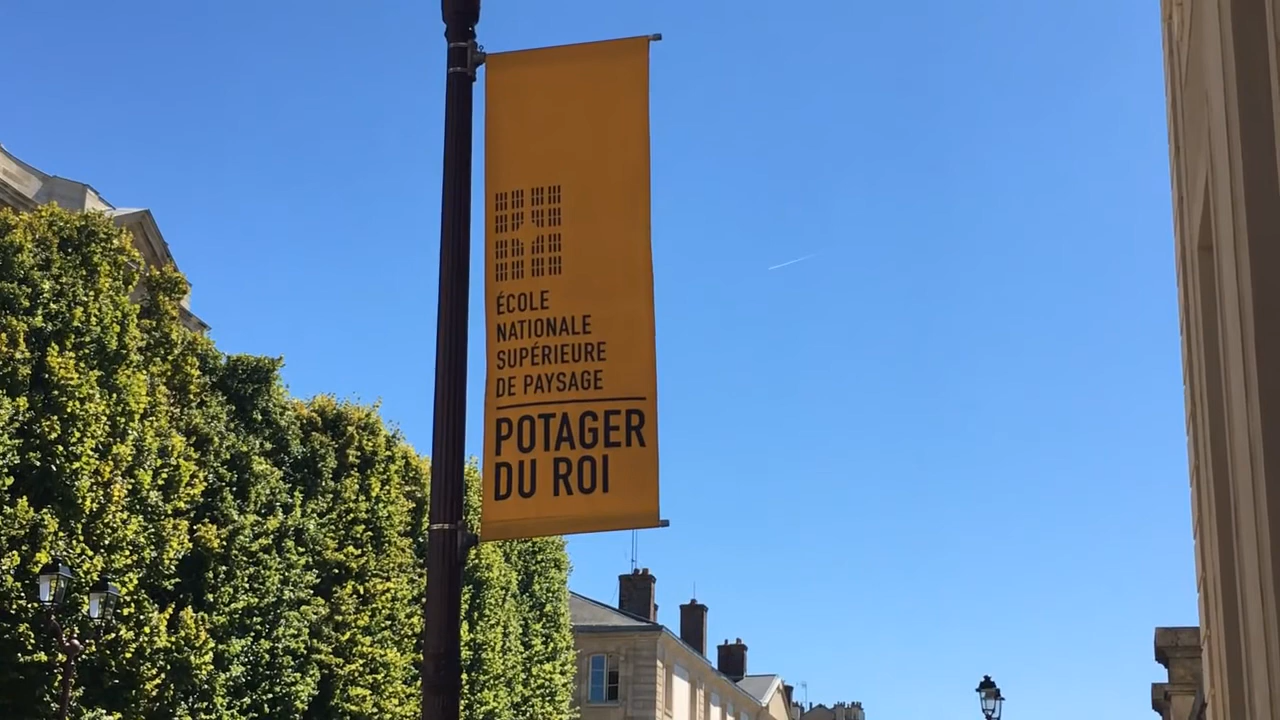 ÉCOLE
NATIONALE
SUPÉRIEURE
DE PAYSAGE
POTAGER
DU ROI